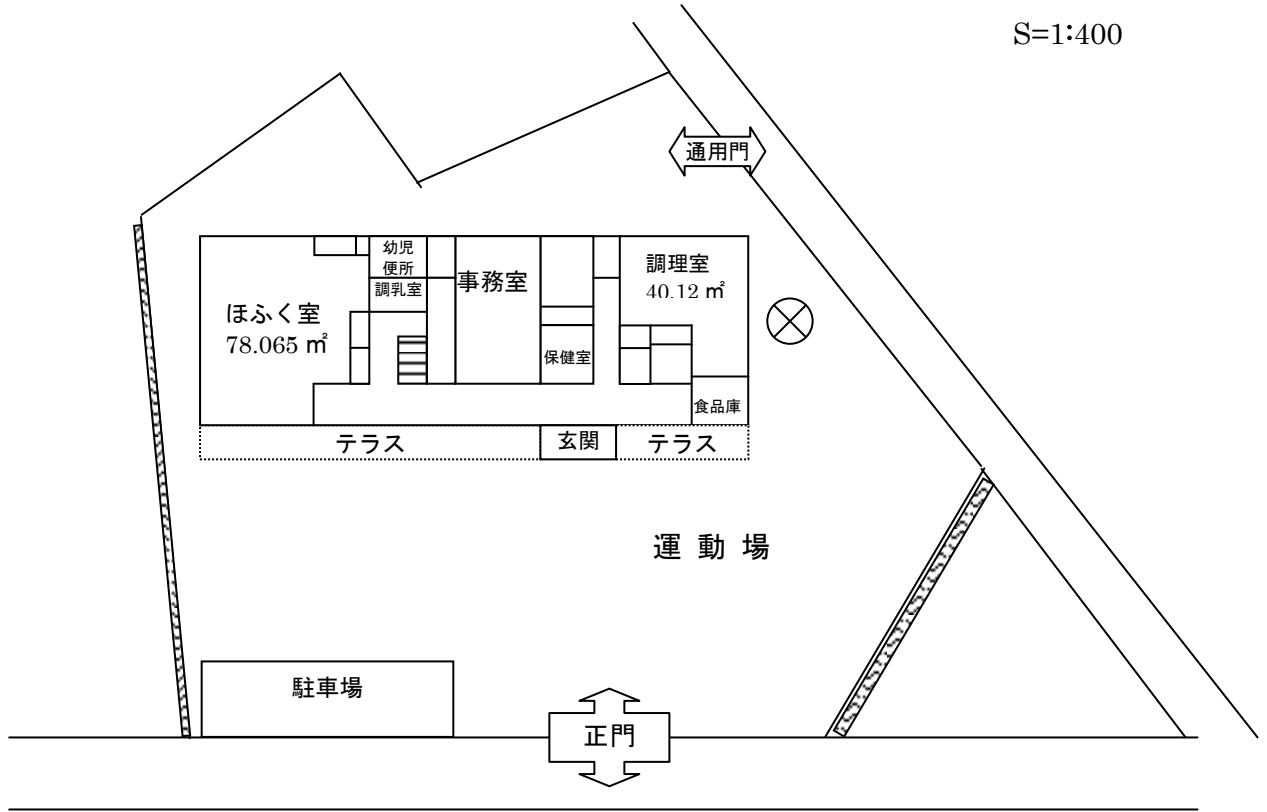 S=1:400
通用門
幼児
便所
調乳室
事務室
調理室
40.12 ㎡
ほふく室
78.065 ㎡
保健室
食品庫
テラス
玄関
テラス
運動場
駐車場
正門